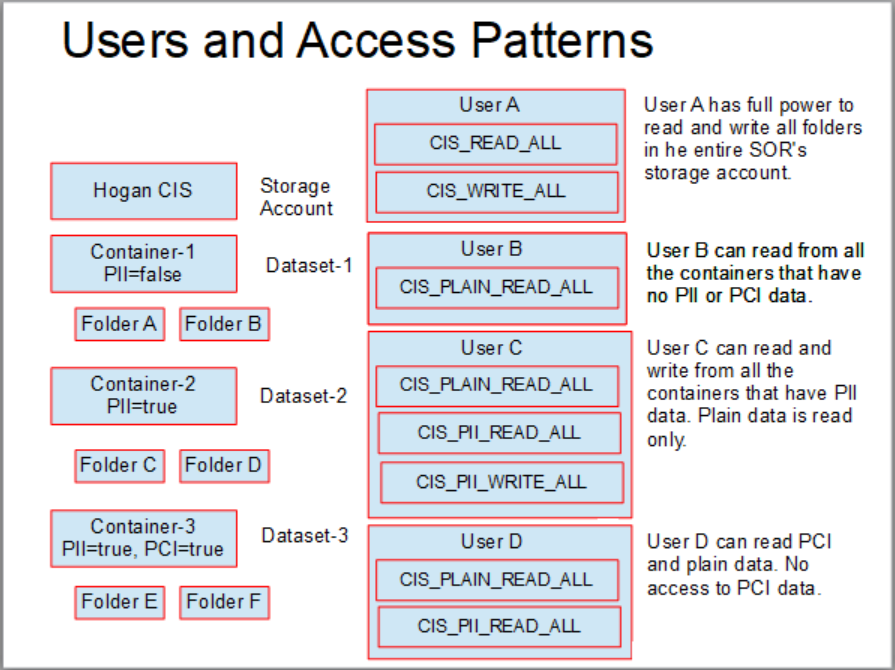 Users and Access Patterns
Hogan CIS
Storage
Account
Container-1
PII=false
Dataset-1
Folder A
Folder B
Container-2
PII=true
Dataset-2
Folder C
Folder D
Container-3
PII=true, PCI=true
Dataset-3
Folder E
Folder F
User A
CIS_READ_ALL
CIS_WRITE_ALL
User A has full power to
read and write all folders
in he entire SOR's
storage account.
User B
CIS_PLAIN_READ_ALL
User B can read from all
the containers that have
no PII or PCI data.
User C
CIS_PLAIN_READ_ALL
CIS_PII_READ_ALL
CIS_PII_WRITE_ALL
User C can read and
write from all the
containers that have PII
data. Plain data is read
only.
User D
CIS_PLAIN_READ_ALL
CIS_PII_READ_ALL
User D can read PCI
and plain data. No
access to PCI data.